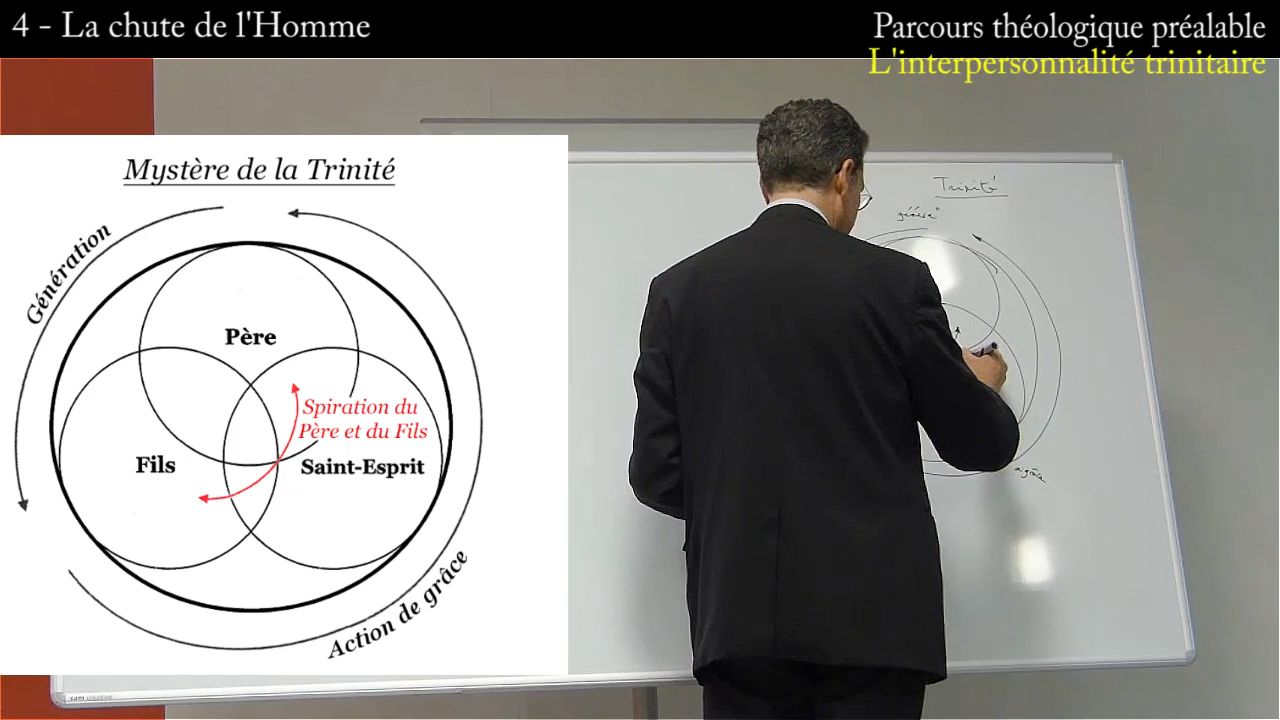 4 - La chute de l'Homme
Parcours théologique préalable
L'interpersonnalité trinitaire
Mystère de la Trinité
Génération
Père
Spiration du
Père et du Fils
Fils
Saint-Esprit
Action de grâce
Trinité